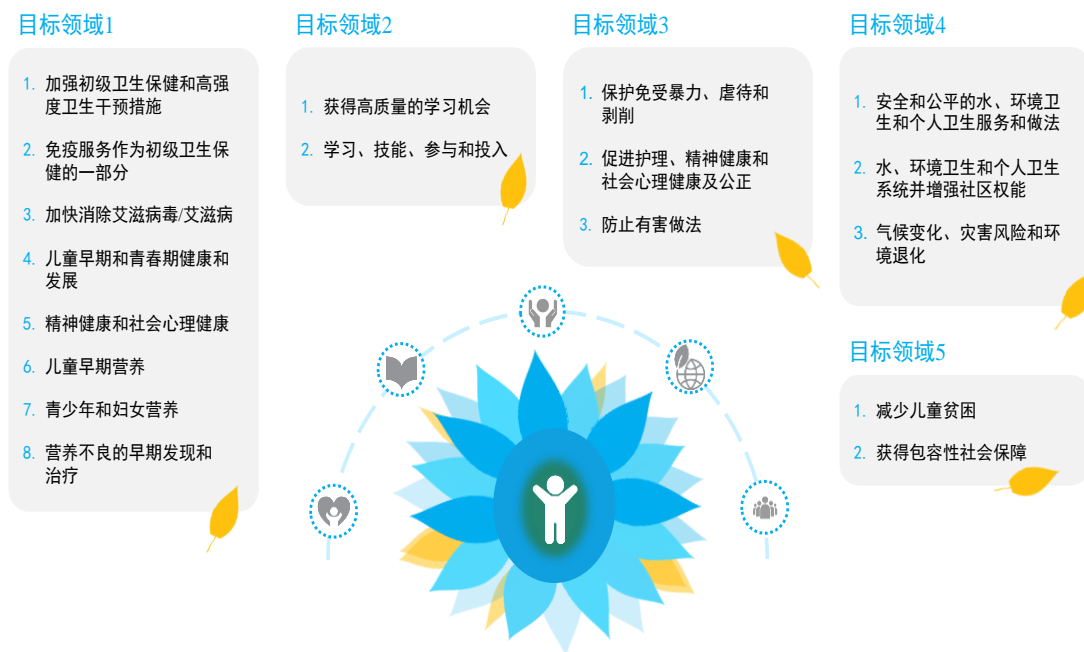 目标领域1
1. 加强初级卫生保健和高强
度卫生干预措施
2. 免疫服务作为初级卫生保
健的一部分
3. 加快消除艾滋病毒/艾滋病
4. 儿童早期和青春期健康和
发展
5. 精神健康和社会心理健康
6. 儿童早期营养
7. 青少年和妇女营养
8. 营养不良的早期发现和
治疗
目标领域2
1. 获得高质量的学习机会
2. 学习、技能、参与和投入
目标领域3
1. 保护免受暴力、虐待和
剥削
2. 促进护理、精神健康和
社会心理健康及公正
3. 防止有害做法
目标领域4
1. 安全和公平的水、环境卫
生和个人卫生服务和做法
2. 水、环境卫生和个人卫生
系统并增强社区权能
3. 气候变化、灾害风险和环
境退化
目标领域5
1. 减少儿童贫困
2. 获得包容性社会保障